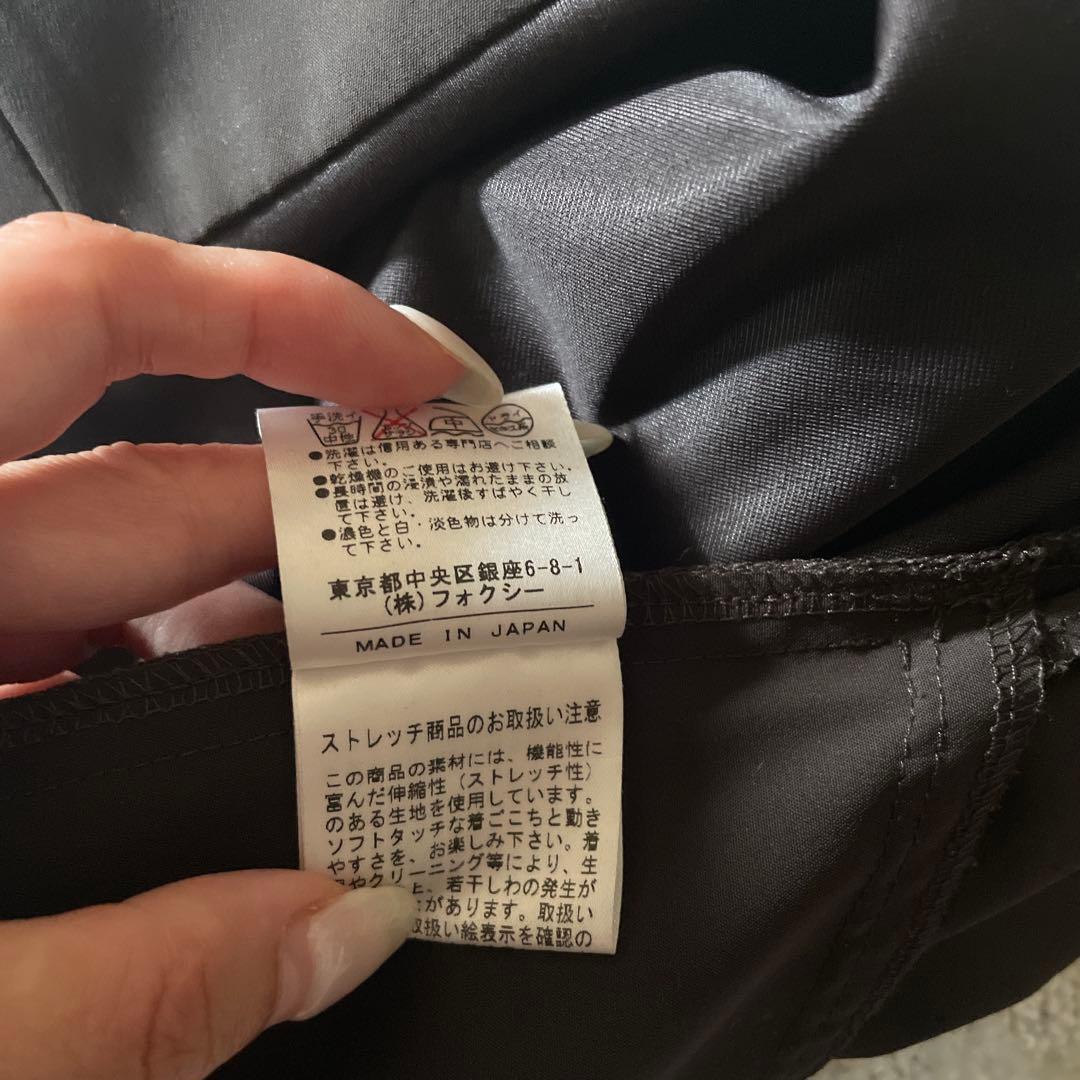 手洗イ
30
中性
中
ドライ
●洗濯は信用ある専門店へご相談
下さい。
●乾燥機のご使用はお避け下さい。
●長時間の浸漬や濡れたままの放
置は避け、洗濯後すばやく干し
て下さい。
●濃色と白・淡色物は分けて洗っ
て下さい。
東京都中央区銀座6-8-1
(株)フォクシー
MADE IN JAPAN
ストレッチ商品のお取扱い注意
この商品の素材には、機能性に
富んだ伸縮性(ストレッチ性)
のある生地を使用しています。
ソフトタッチな着ごこちと動き
やすさを、お楽しみ下さい。着
やクリーニング等により、生
上、若干しわの発生が
があります。取扱い
取扱い絵表示を確認の